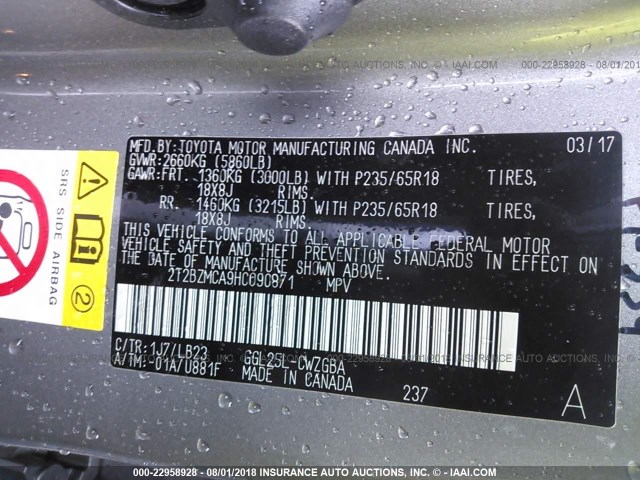 MFD.BY:TOYOTA MOTOR MANUFACTURING CANADA INC. 03/17
GVWR:2660KG (5860LB)
GAWR:FRT. 1360KG (3000LB) WITH P235/65R18 TIRES,
18X8J RIMS.
RR. 1460KG (3215LB) WITH P235/65R18 TIRES,
18X8J RIMS.
THIS VEHICLE CONFORMS TO ALL APPLICABLE FEDERAL MOTOR
VEHICLE SAFETY AND THEFT PREVENTION STANDARDS IN EFFECT ON
THE DATE OF MANUFACTURE SHOWN ABOVE.
2T2BZMCA9HC090871 MPV
C/TR:1J7/LB23 GGL25L-CWZGBA
A/TM:-01A/U881F MADE IN CANADA
237 A
SRS SIDE AIRBAG
2
000-22958928 - 08/01/2018 INSURANCE AUTO AUCTIONS, INC. - © WWW.IAAI.COM